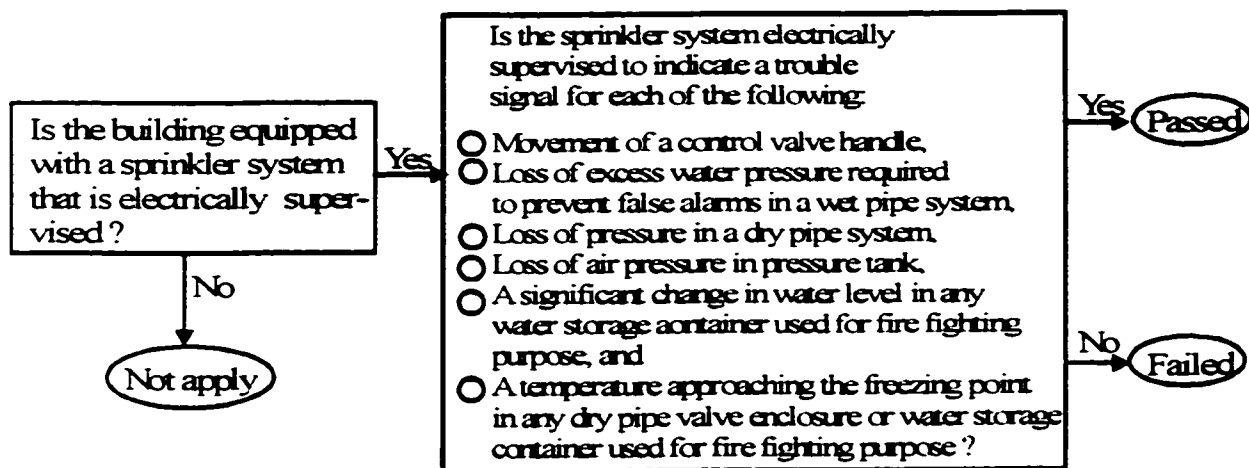 Is the building equipped
with a sprinkler system
that is electrically super-
vised ?
No
Not apply
Yes
Is the sprinkler system electrically
supervised to indicate a trouble
signal for each of the following:
Movement of a control valve handle,
Loss of excess water pressure required
to prevent false alarms in a wet pipe system,
Loss of pressure in a dry pipe system,
Loss of air pressure in pressure tank,
A significant change in water level in any
water storage aontainer used for fire fighting
purpose, and
A temperature approaching the freezing point
in any dry pipe valve enclosure or water storage
container used for fire fighting purpose ?
Yes
Passed
No
Failed